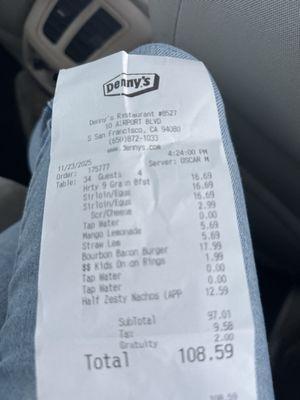 Denny's
Denny's Restaurant #8527
10 AIRPORT BLVD
S San Francisco, CA 94080
(650)872-1033
www.dennys.com
11/23/2025 4:24:00 PM
Order: 175777 Server: OSCAR M
Table: 34 Guests 4
Hrty 9 Gra n Bfst 16.69
Sirloin/Eggs 16.69
Sirloin/Eggs 16.69
Scr/Cheese 2.99
Tap Water 0.00
Mango Lemonade 5.69
Straw Lem 5.69
Bourbon Bacon Burger 17.99
$$ Kids On on Rings 1.99
Tap Water 0.00
Tap Water 0.00
Half Zesty Nachos (APP 12.59
SubTotal 97.01
Tax 9.58
Gratuity 2.00
Total 108.59
108.59